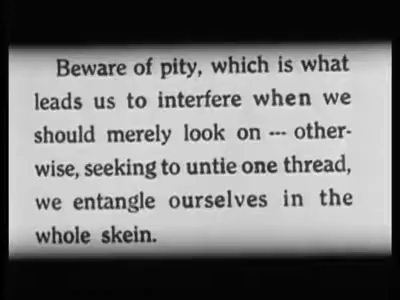 Beware of pity, which is what
leads us to interfere when we
should merely look on --- other-
wise, seeking to untie one thread,
we entangle ourselves in the
whole skein.